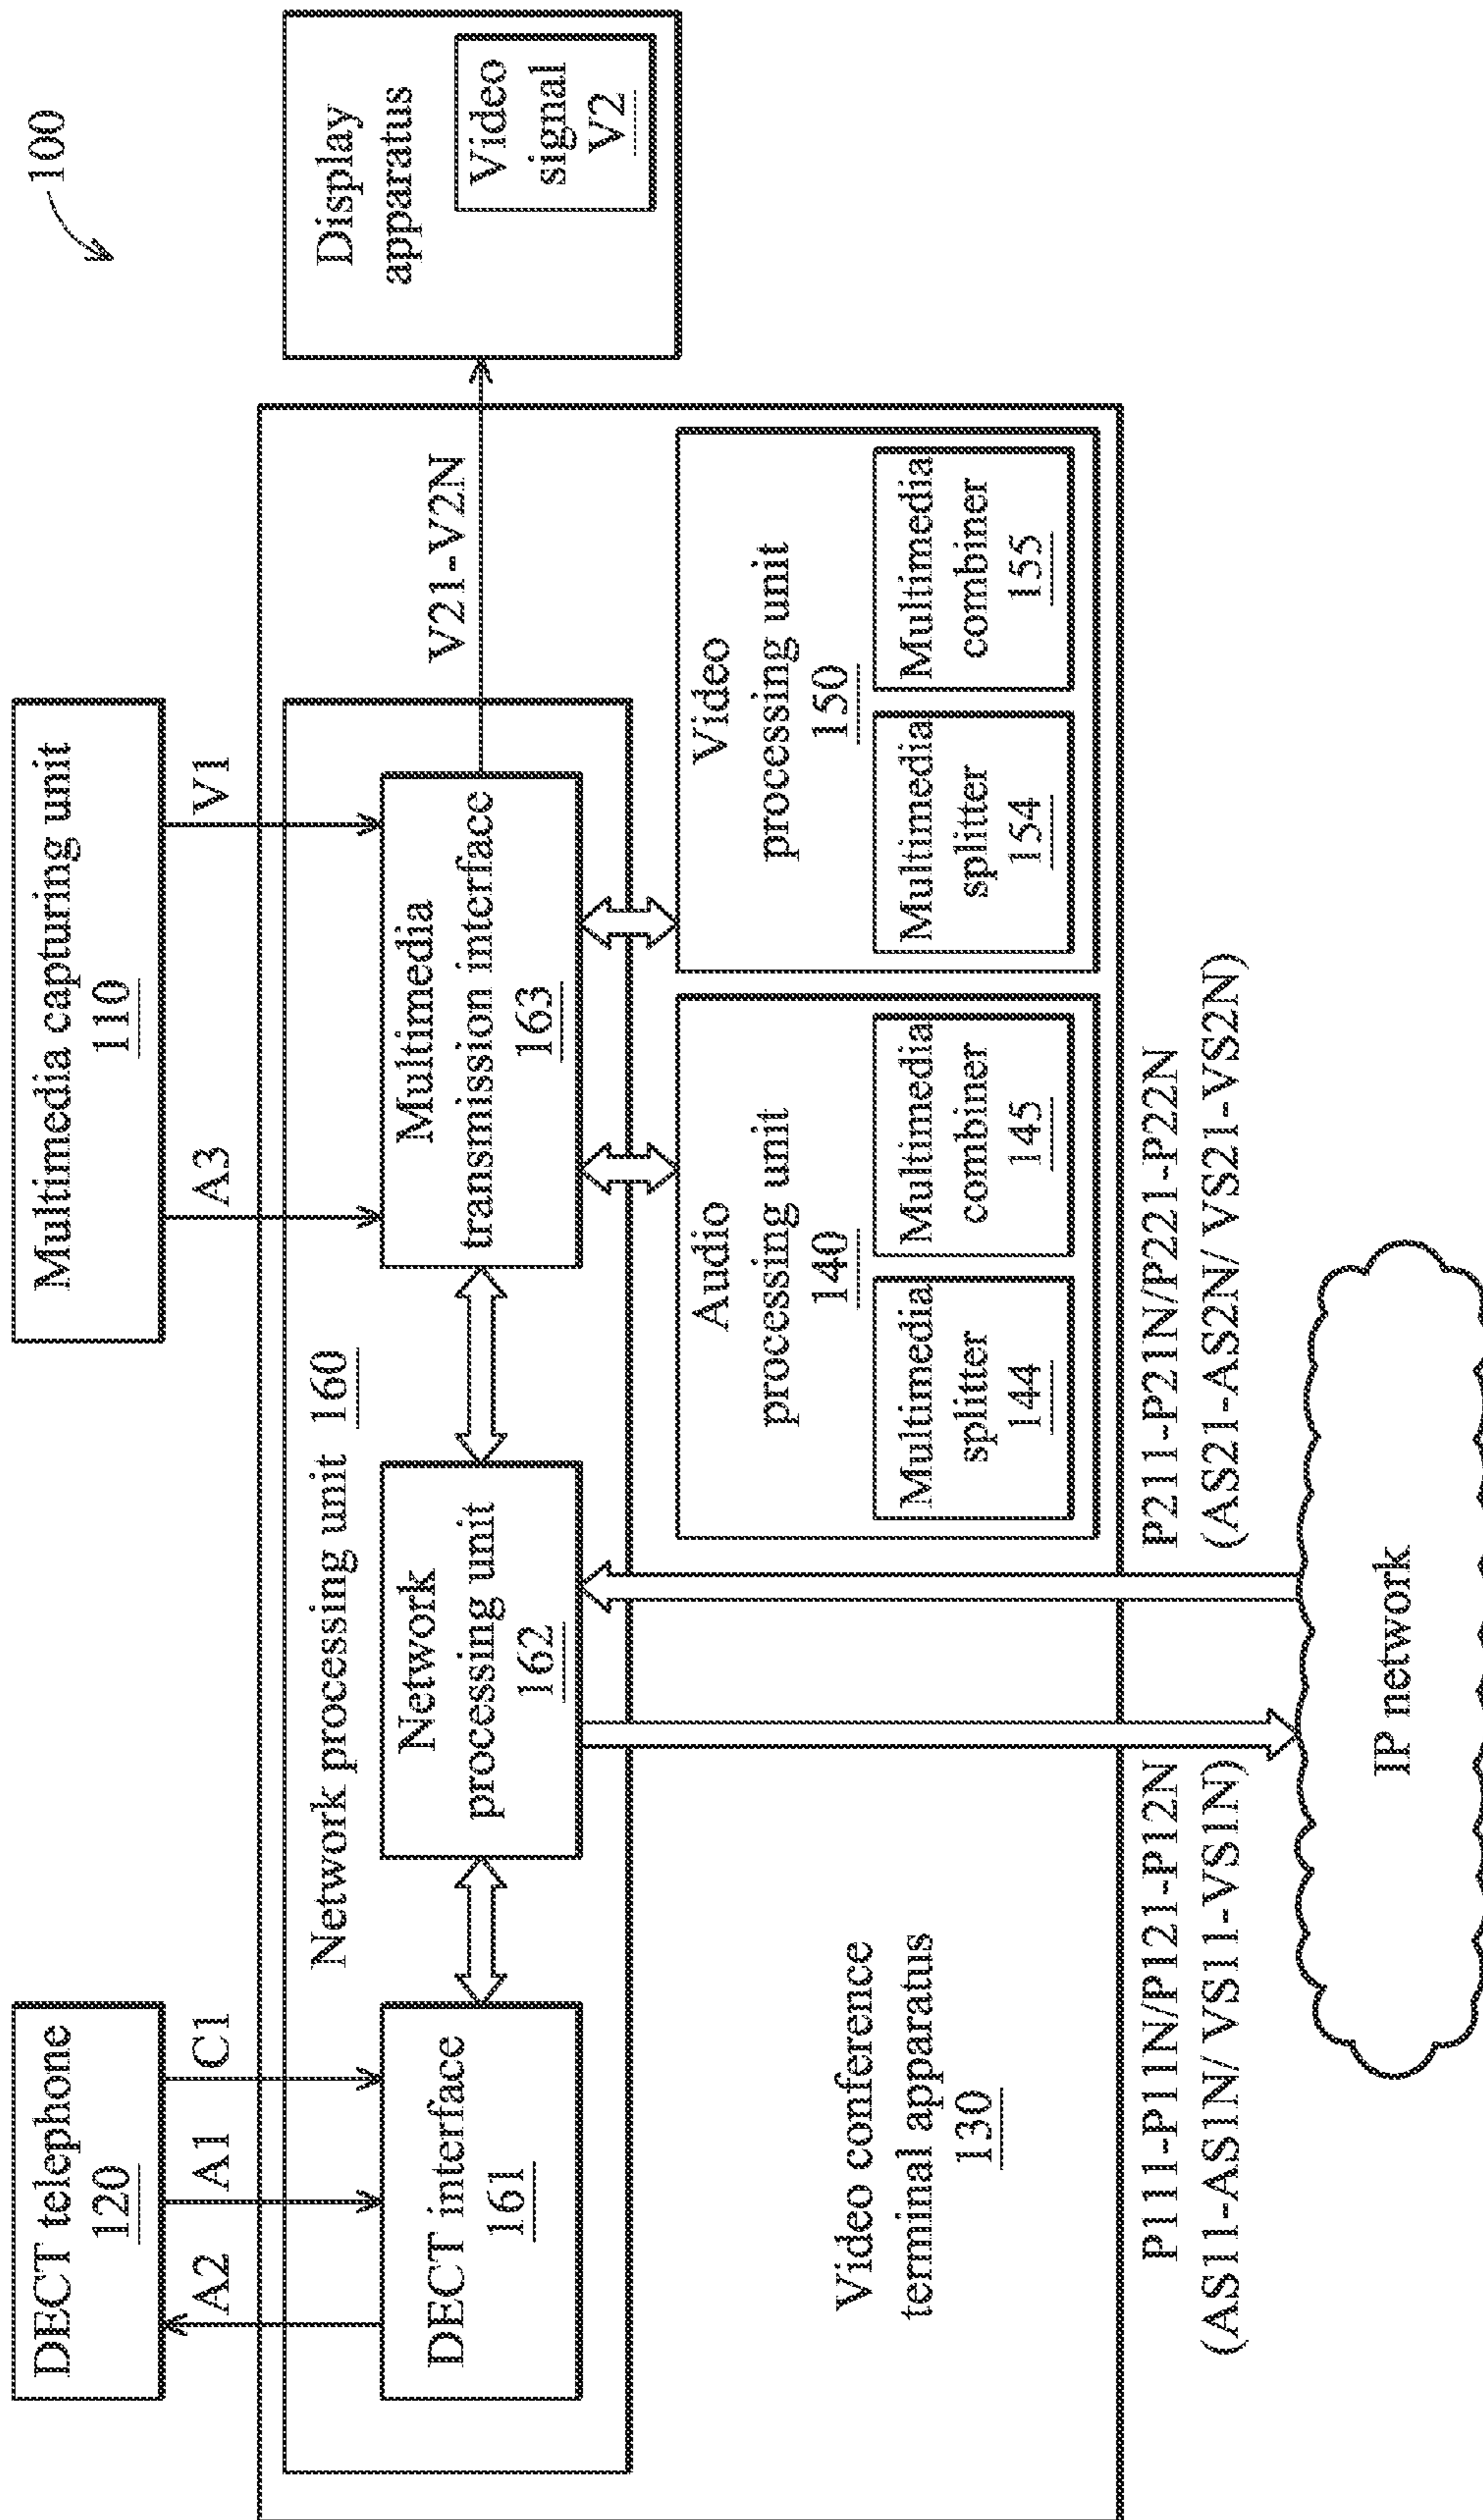 100
DECT telephone
120
Multimedia capturing unit
110
A2
A1
C1
A3
V1
Network processing unit 160
DECT interface
161
Network
processing unit
162
Multimedia
transmission interface
163
V21-V2N
Display
apparatus
Video
signal
V2
Video conference
terminal apparatus
130
Audio
processing unit
140
Multimedia
splitter
144
Multimedia
combiner
145
Video
processing unit
150
Multimedia
splitter
154
Multimedia
combiner
155
P111-P11N/P121-P12N
(AS11-AS1N/ VS11-VS1N)
P211-P21N/P221-P22N
(AS21-AS2N/ VS21-VS2N)
IP network